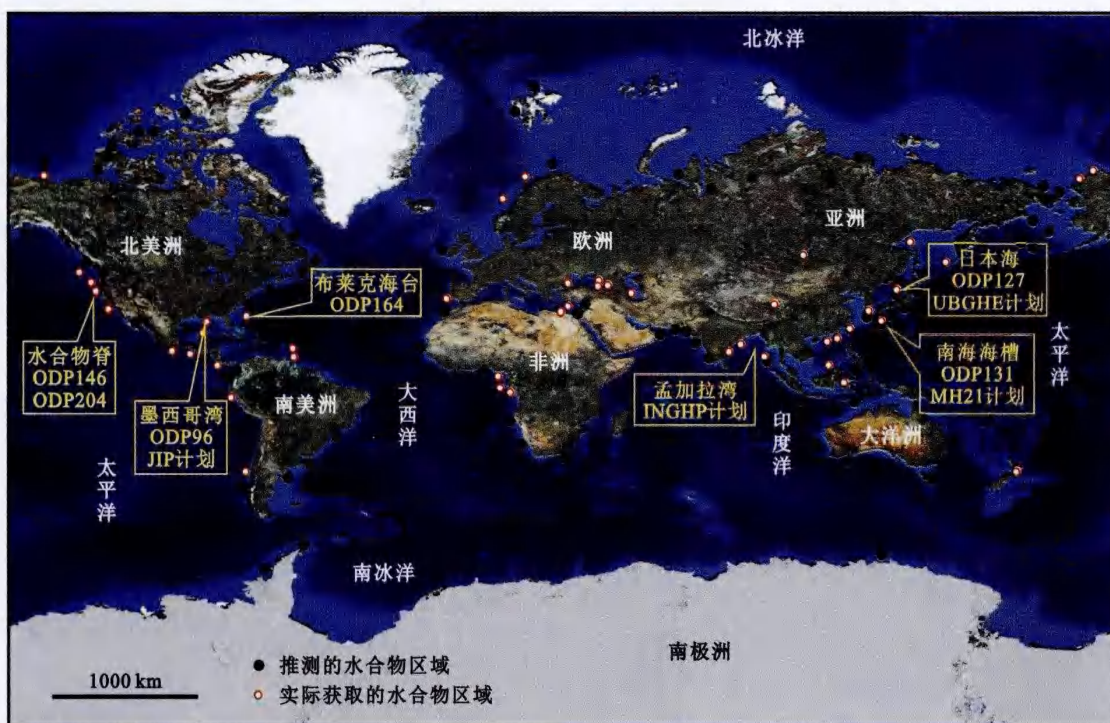 北冰洋
北美洲
欧洲
亚洲
布莱克海台
ODP164
日本海
ODP127
UBGHE计划
水合物脊
ODP146
ODP204
墨西哥湾
ODP96
JIP计划
南美洲
大西洋
非洲
孟加拉湾
INGHP计划
印度洋
南海海槽
ODP131
MH21计划
太平洋
大洋洲
太平洋
南冰洋
南极洲
1000 km
推测的水合物区域
实际获取的水合物区域